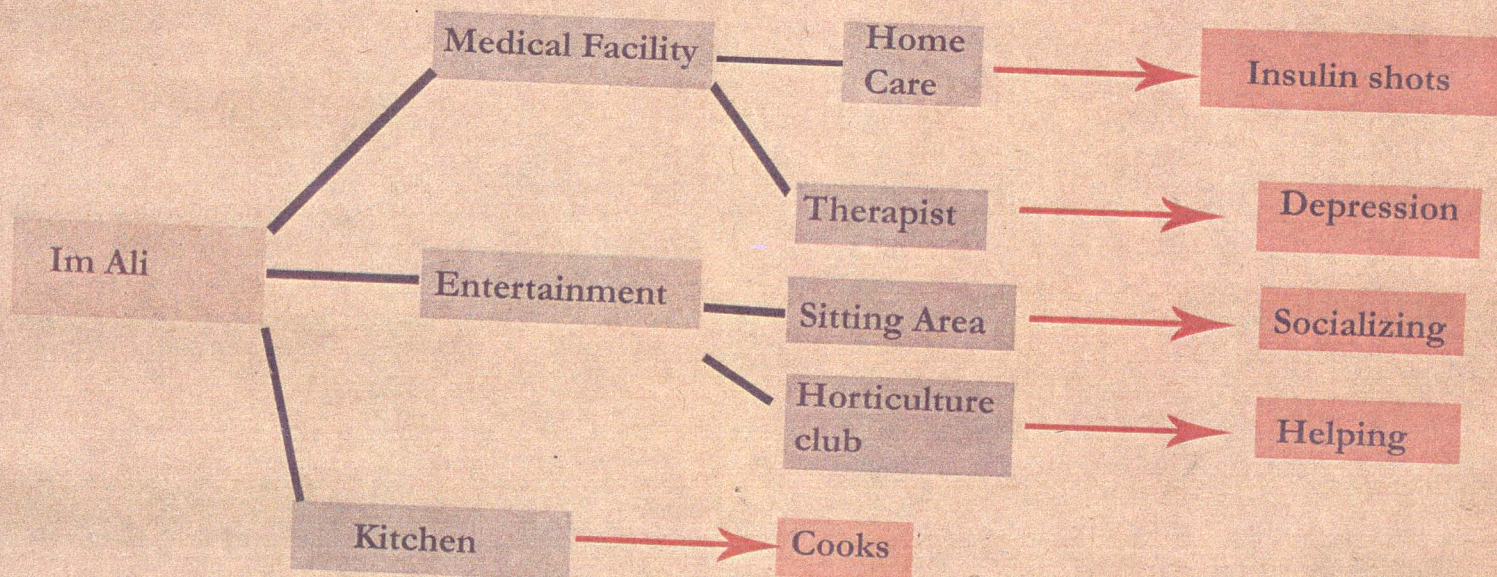 Medical Facility
Home
Care
Insulin shots
Therapist
Depression
Im Ali
Entertainment
Sitting Area
Socializing
Horticulture
club
Helping
Kitchen
Cooks